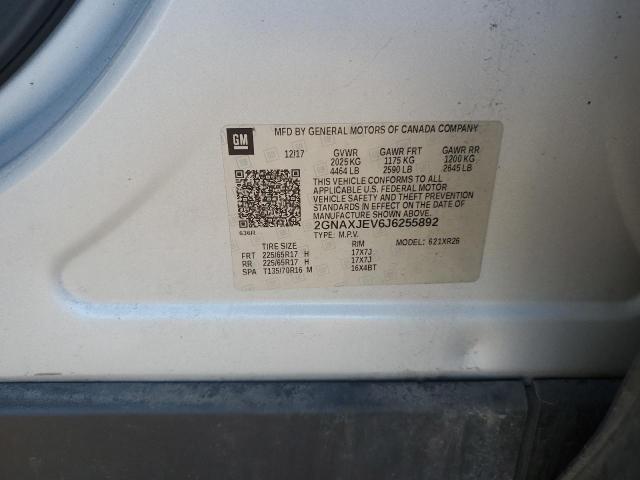 GM
MFD BY GENERAL MOTORS OF CANADA COMPANY
12/17 GVWR GAWR FRT GAWR RR
2025 KG 1175 KG 1200 KG
4464 LB 2590 LB 2645 LB
THIS VEHICLE CONFORMS TO ALL
APPLICABLE U.S. FEDERAL MOTOR
VEHICLE SAFETY AND THEFT PREVENTION
STANDARDS IN EFFECT ON THE DATE OF
MANUFACTURE SHOWN ABOVE.
2GNAXJEV6J6255892
TYPE: M.P.V. MODEL: 621XR26
TIRE SIZE RIM
FRT 225/65R17 H 17X7J
RR 225/65R17 H 17X7J
SPA T135/70R16 M 16X4BT